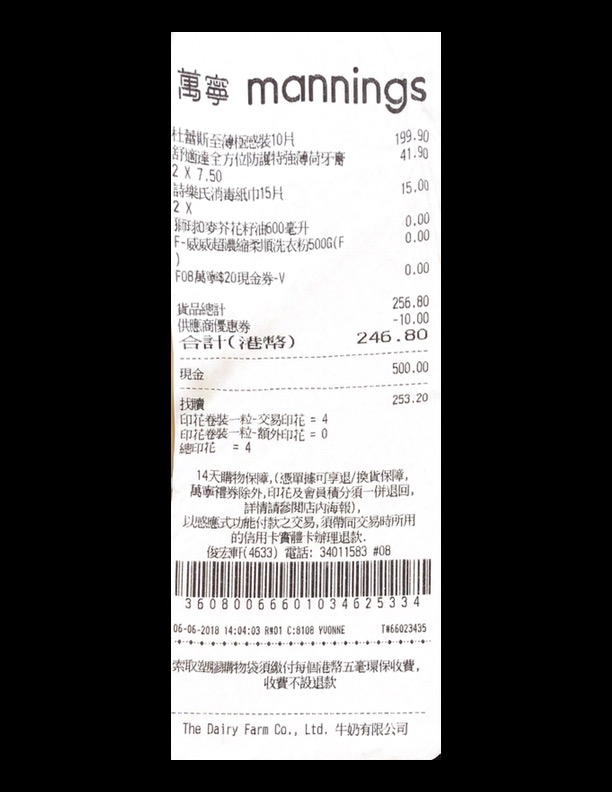 萬寧 mannings
杜蕾斯至薄極感裝10片 199.90
舒適達全方位防護特強薄荷牙膏 41.90
2 X 7.50
詩樂氏消毒紙巾15片 15.00
2 X
獅球嘜芥花籽油600毫升 0.00
F-威威超濃縮柔順洗衣粉500G(F 0.00
)
F08萬寧$20現金券-V 0.00
貨品總計 256.80
供應商優惠券 -10.00
合計(港幣) 246.80
現金 500.00
找贖 253.20
印花卷裝一粒-交易印花 = 4
印花卷裝一粒-額外印花 = 0
總印花 = 4
14天購物保障,(憑單據可享退/換貨保障,
萬寧禮券除外,印花及會員積分須一併退回,
詳情請參閱店內海報),
以感應式功能付款之交易,須帶同交易時所用
的信用卡實體卡辦理退款.
俊宏軒(4633) 電話: 34011583 #08
36080066601034625334
06-06-2018 14:04:03 R#01 C:8108 YVONNE T#66023435
索取塑膠購物袋須繳付每個港幣五毫環保收費,
收費不設退款
The Dairy Farm Co., Ltd. 牛奶有限公司